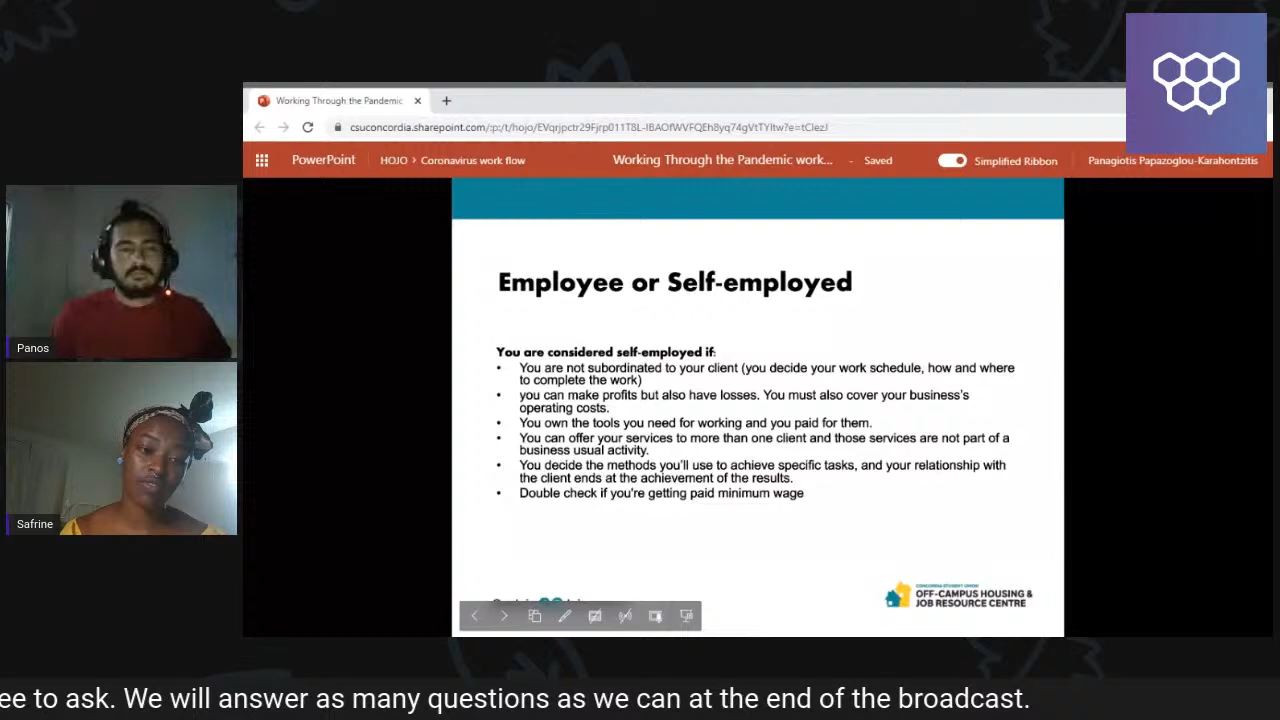 Working Through the Pandemic
csuconcordia.sharepoint.com/:p:/t/hojo/EVqrjpctr29Fjrp011T8L-IBAOfWVFQEh8yq74gVtTYItw?e=tCIezJ
PowerPoint HOJO > Coronavirus work flow Working Through the Pandemic work... - Saved Simplified Ribbon Panagiotis Papazoglou-Karahontzitis
Employee or Self-employed
You are considered self-employed if:
• You are not subordinated to your client (you decide your work schedule, how and where
to complete the work)
• you can make profits but also have losses. You must also cover your business's
operating costs.
• You own the tools you need for working and you paid for them.
• You can offer your services to more than one client and those services are not part of a
business usual activity.
• You decide the methods you'll use to achieve specific tasks, and your relationship with
the client ends at the achievement of the results.
• Double check if you're getting paid minimum wage
CONCORDIA STUDENT UNION
OFF-CAMPUS HOUSING &
JOB RESOURCE CENTRE
Panos
Safrine
ee to ask. We will answer as many questions as we can at the end of the broadcast.